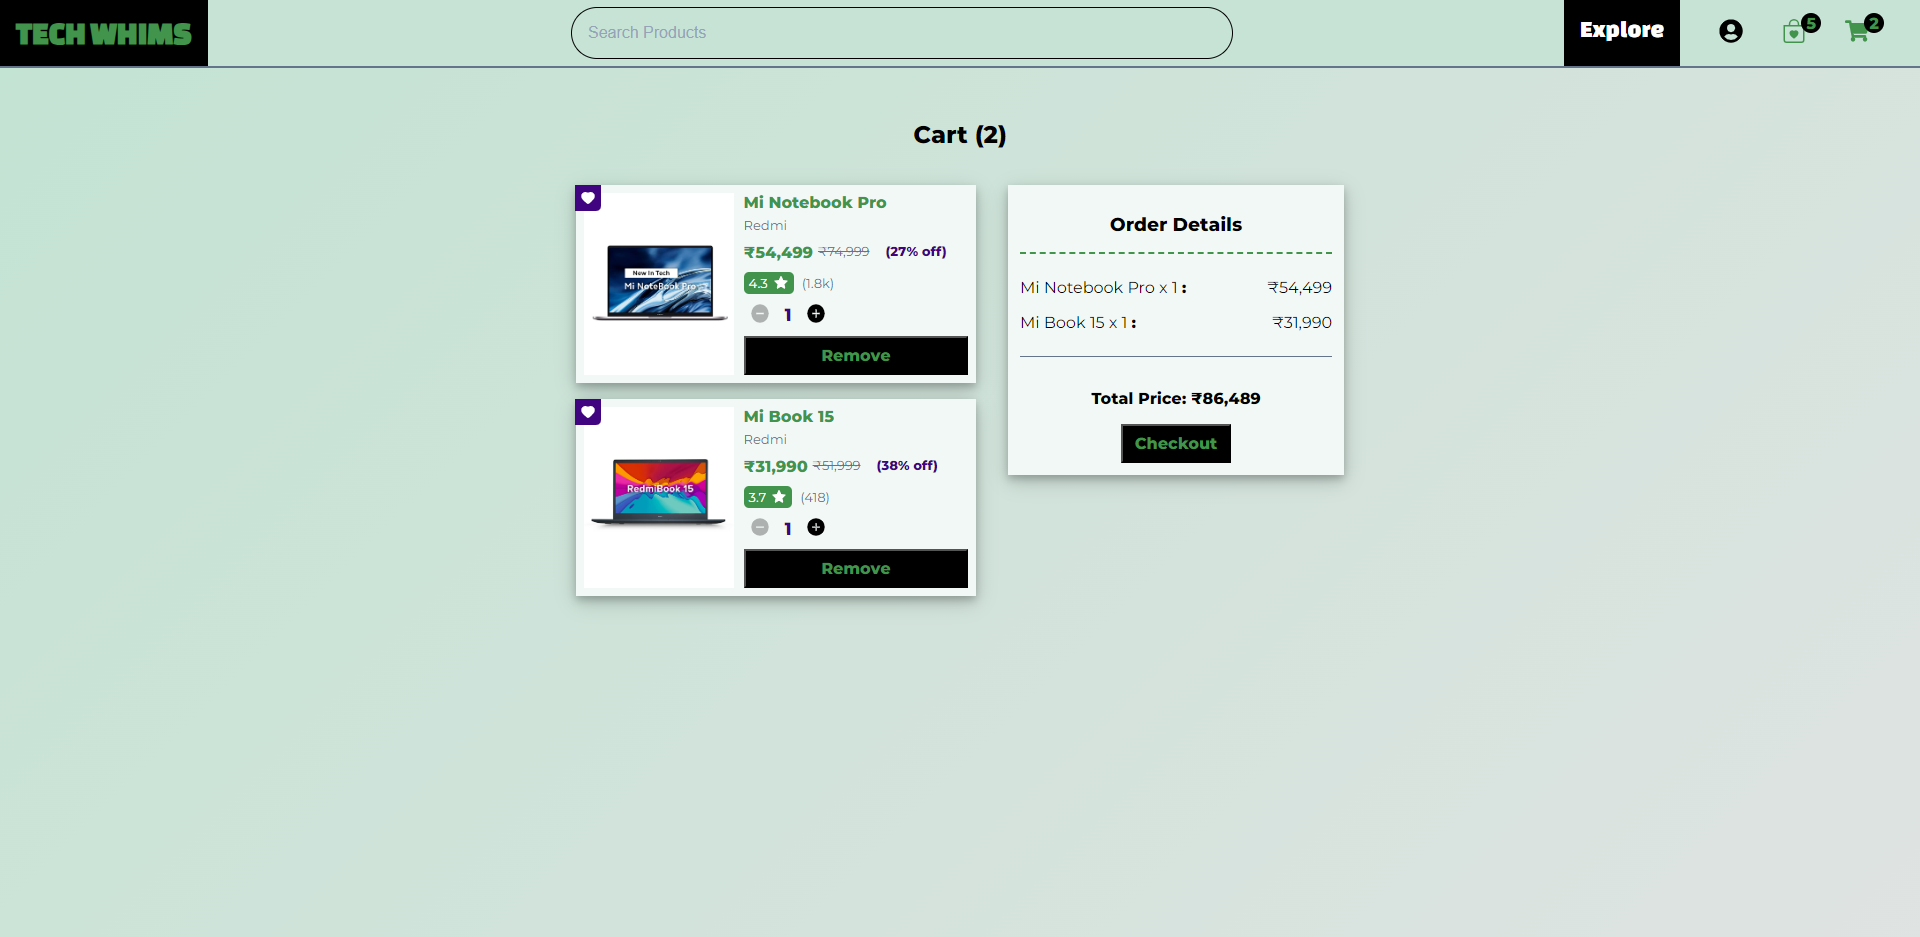 TECH WHIMS
Search Products
Explore
5
2
Cart (2)
Mi Notebook Pro
Redmi
₹54,499 ₹74,999 (27% off)
4.3 (1.8k)
1
Remove
New In Tech
Mi NoteBook Pro
Mi Book 15
Redmi
₹31,990 ₹51,999 (38% off)
3.7 (418)
1
Remove
RedmiBook 15
Order Details
Mi Notebook Pro x 1 : ₹54,499
Mi Book 15 x 1 : ₹31,990
Total Price: ₹86,489
Checkout